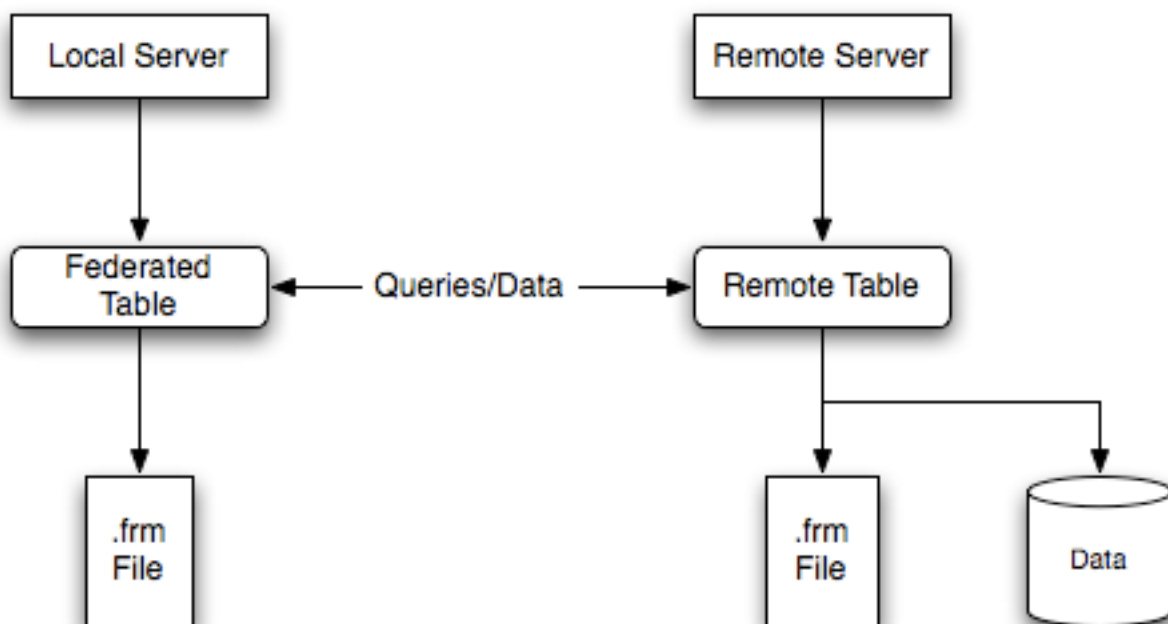 Local Server
Remote Server
Federated
Table
Queries/Data
Remote Table
.frm
File
.frm
File
Data